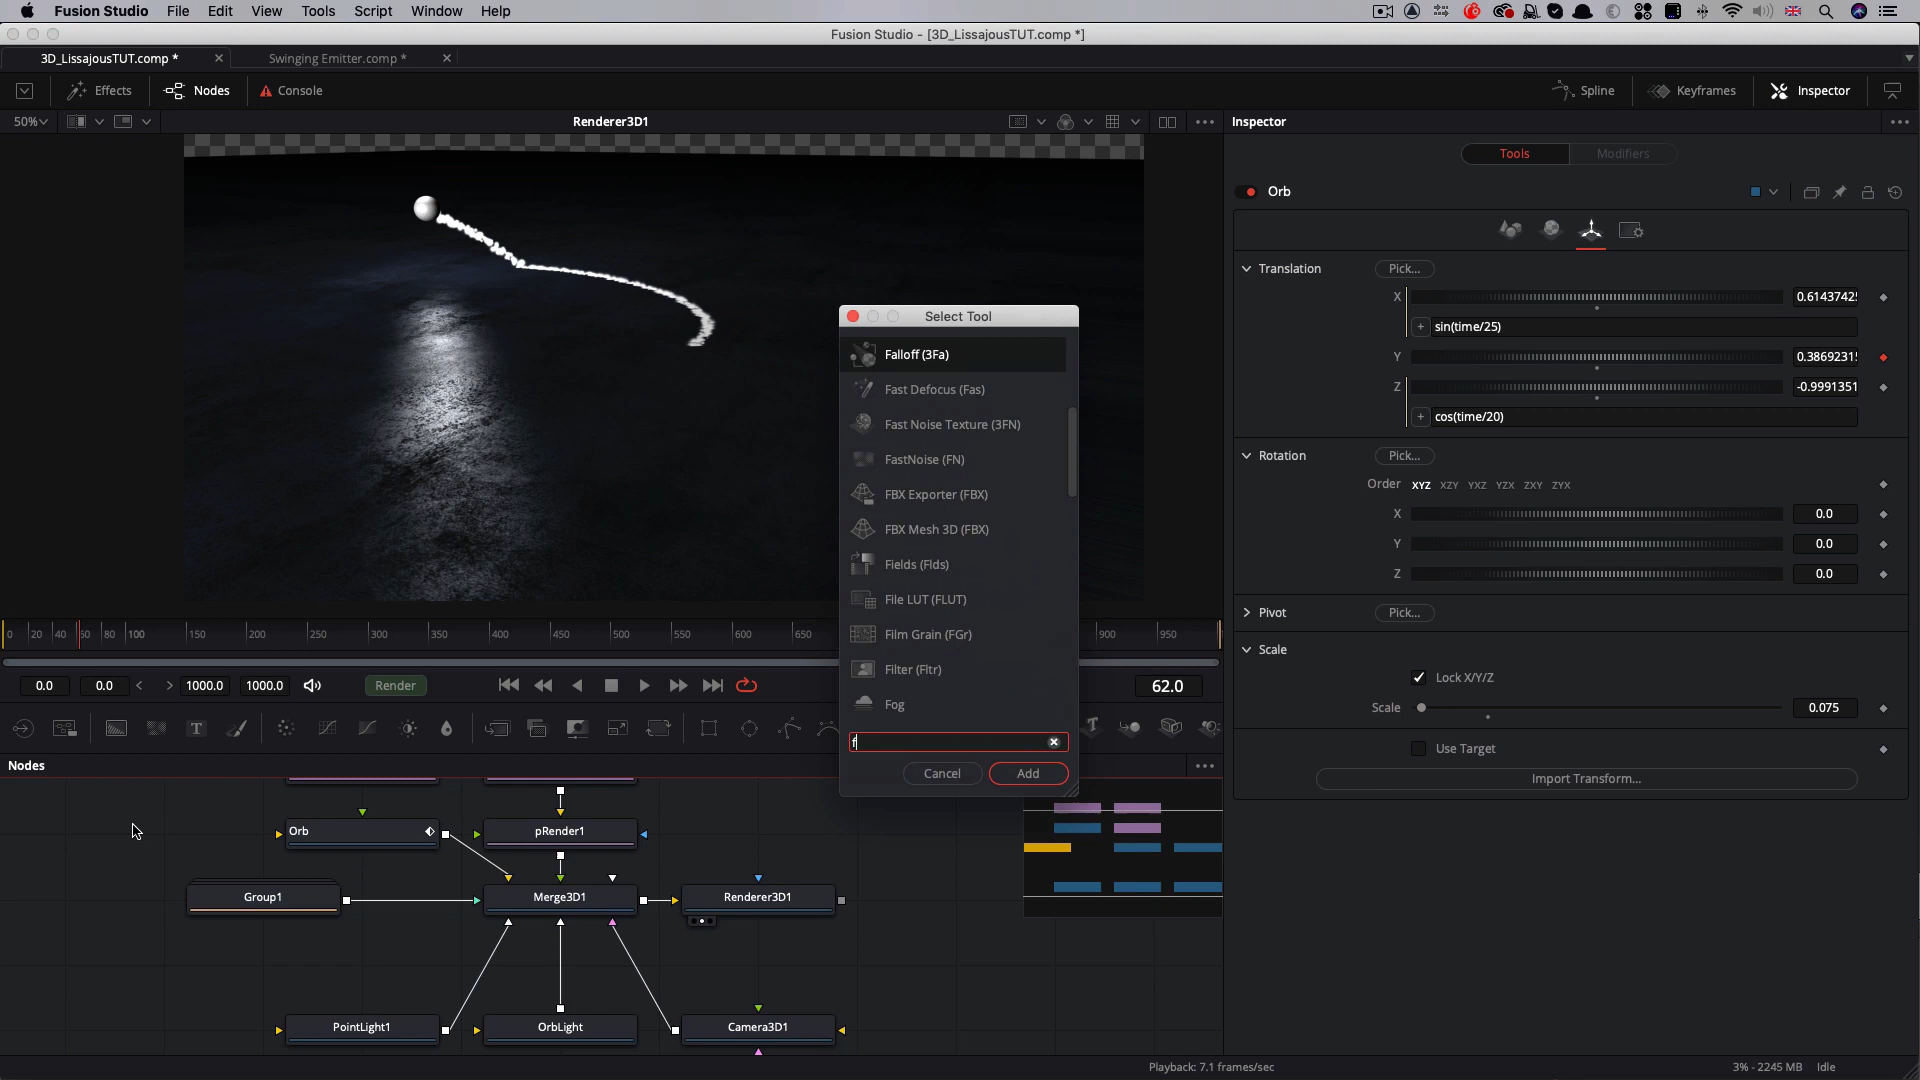 Fusion Studio File Edit View Tools Script Window Help
Fusion Studio - [3D_LissajousTUT.comp *]
3D_LissajousTUT.comp *
Swinging Emitter.comp *
Effects
Nodes
Console
Spline
Keyframes
Inspector
50%
Renderer3D1
Inspector
Tools
Modifiers
Orb
Translation
Pick...
X
0.6143742
sin(time/25)
Y
0.3869231
Z
-0.9991351
cos(time/20)
Rotation
Pick...
Order XYZ XZY YXZ YZX ZXY ZYX
X
0.0
Y
0.0
Z
0.0
Pivot
Pick...
Scale
Lock X/Y/Z
Scale
0.075
Use Target
Import Transform...
Select Tool
Falloff (3Fa)
Fast Defocus (Fas)
Fast Noise Texture (3FN)
FastNoise (FN)
FBX Exporter (FBX)
FBX Mesh 3D (FBX)
Fields (Flds)
File LUT (FLUT)
Film Grain (FGr)
Filter (Fltr)
Fog
f
Cancel
Add
0 20 40 60 80 100 150 200 250 300 350 400 450 500 550 600 650 900 950
0.0
0.0
1000.0
1000.0
Render
62.0
Nodes
Orb
pRender1
Group1
Merge3D1
Renderer3D1
PointLight1
OrbLight
Camera3D1
Playback: 7.1 frames/sec
3% - 2245 MB
Idle